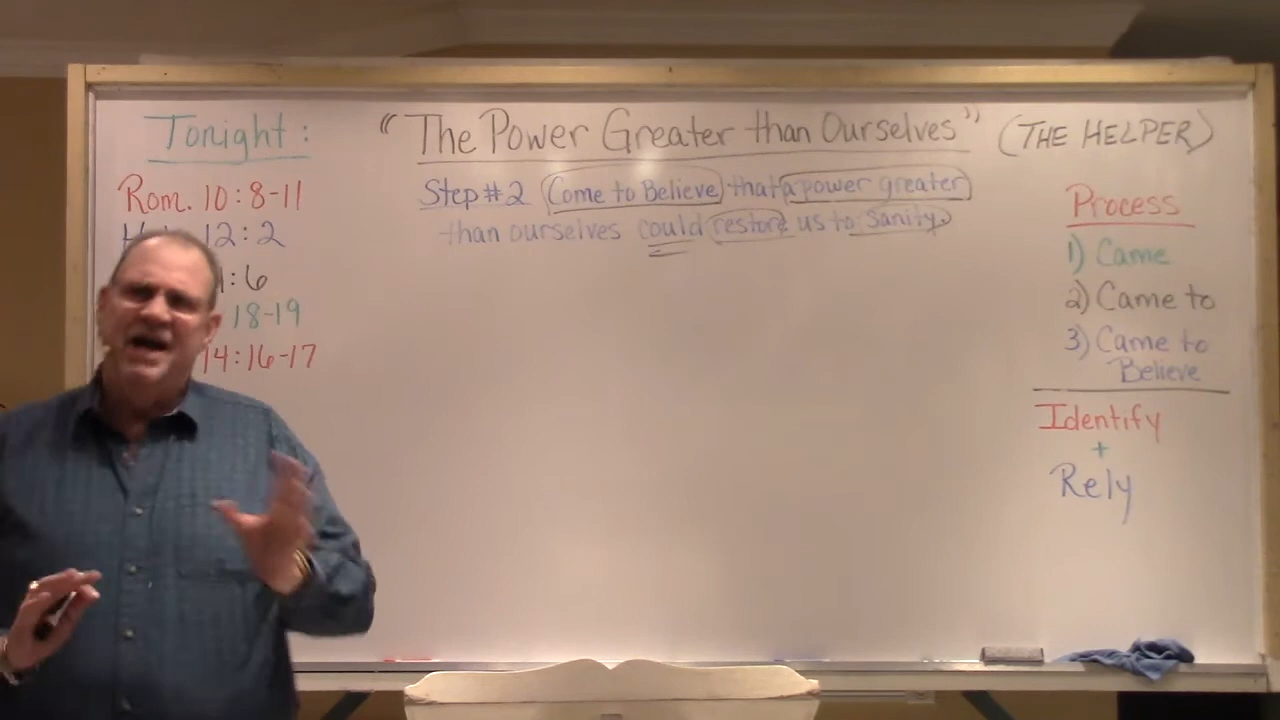 Tonight:
Rom. 10:8-11
12:2
:6
18-19
14:16-17
"The Power Greater than Ourselves" (THE HELPER)
Step #2 Come to Believe that a power greater
than ourselves could restore us to Sanity.
Process
1) Came
2) Came to
3) Came to
Believe
Identify
+
Rely